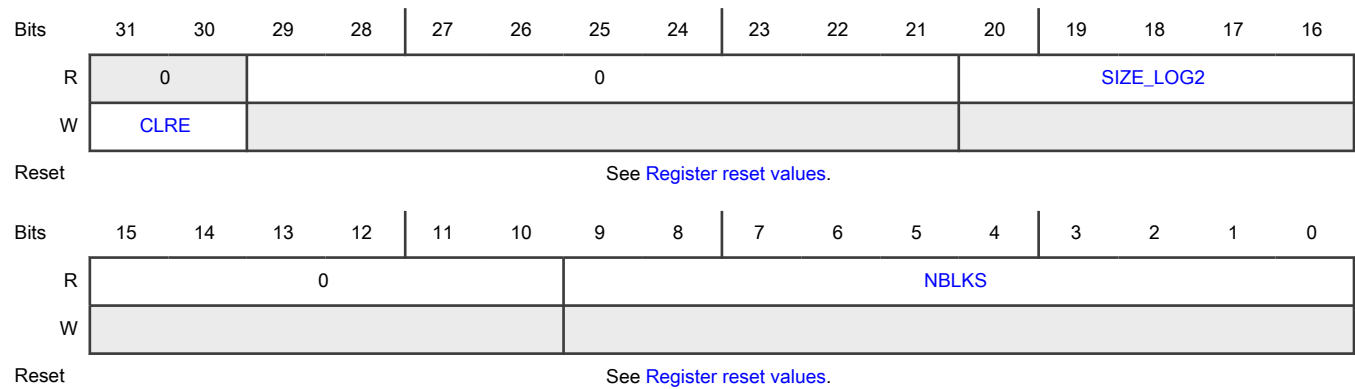 Bits 31 30 29 28 27 26 25 24 23 22 21 20 19 18 17 16
R 0 0 SIZE_LOG2
W CLRE
Reset See Register reset values.
Bits 15 14 13 12 11 10 9 8 7 6 5 4 3 2 1 0
R 0 NBLKS
W
Reset See Register reset values.